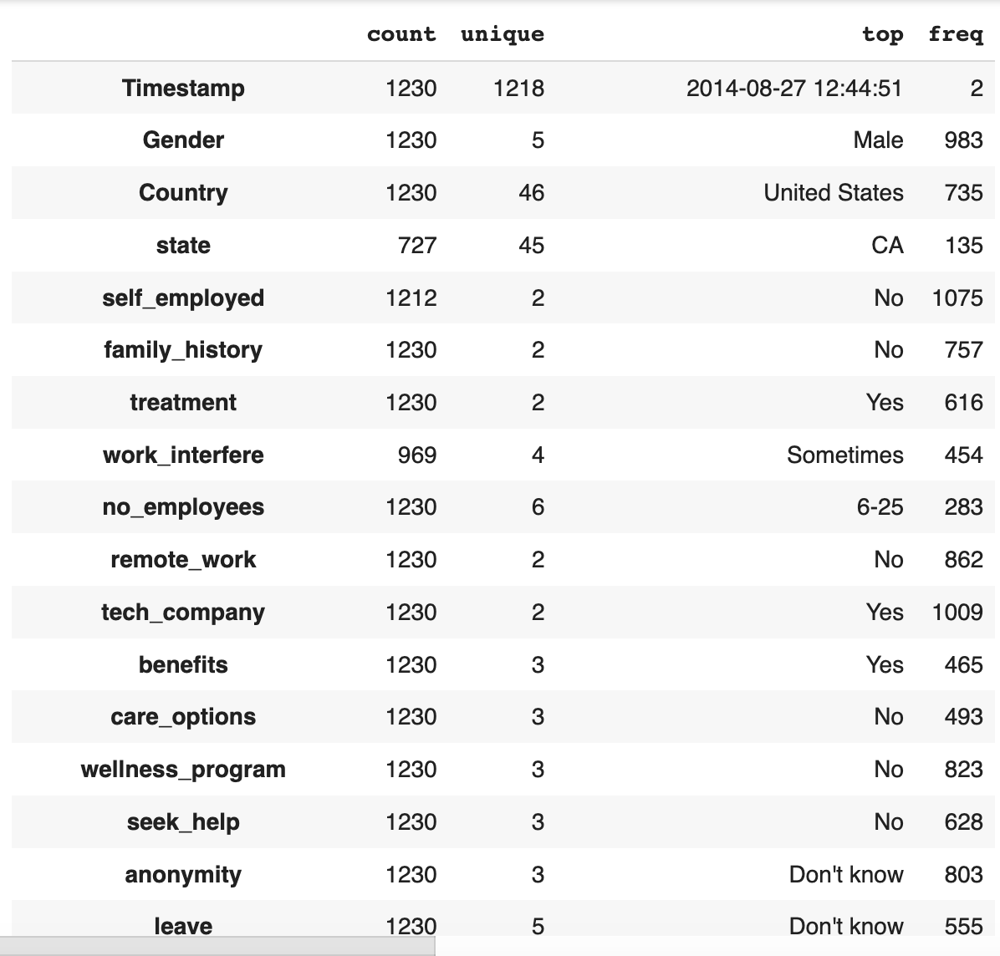 count unique top freq
Timestamp 1230 1218 2014-08-27 12:44:51 2
Gender 1230 5 Male 983
Country 1230 46 United States 735
state 727 45 CA 135
self_employed 1212 2 No 1075
family_history 1230 2 No 757
treatment 1230 2 Yes 616
work_interfere 969 4 Sometimes 454
no_employees 1230 6 6-25 283
remote_work 1230 2 No 862
tech_company 1230 2 Yes 1009
benefits 1230 3 Yes 465
care_options 1230 3 No 493
wellness_program 1230 3 No 823
seek_help 1230 3 No 628
anonymity 1230 3 Don't know 803
leave 1230 5 Don't know 555